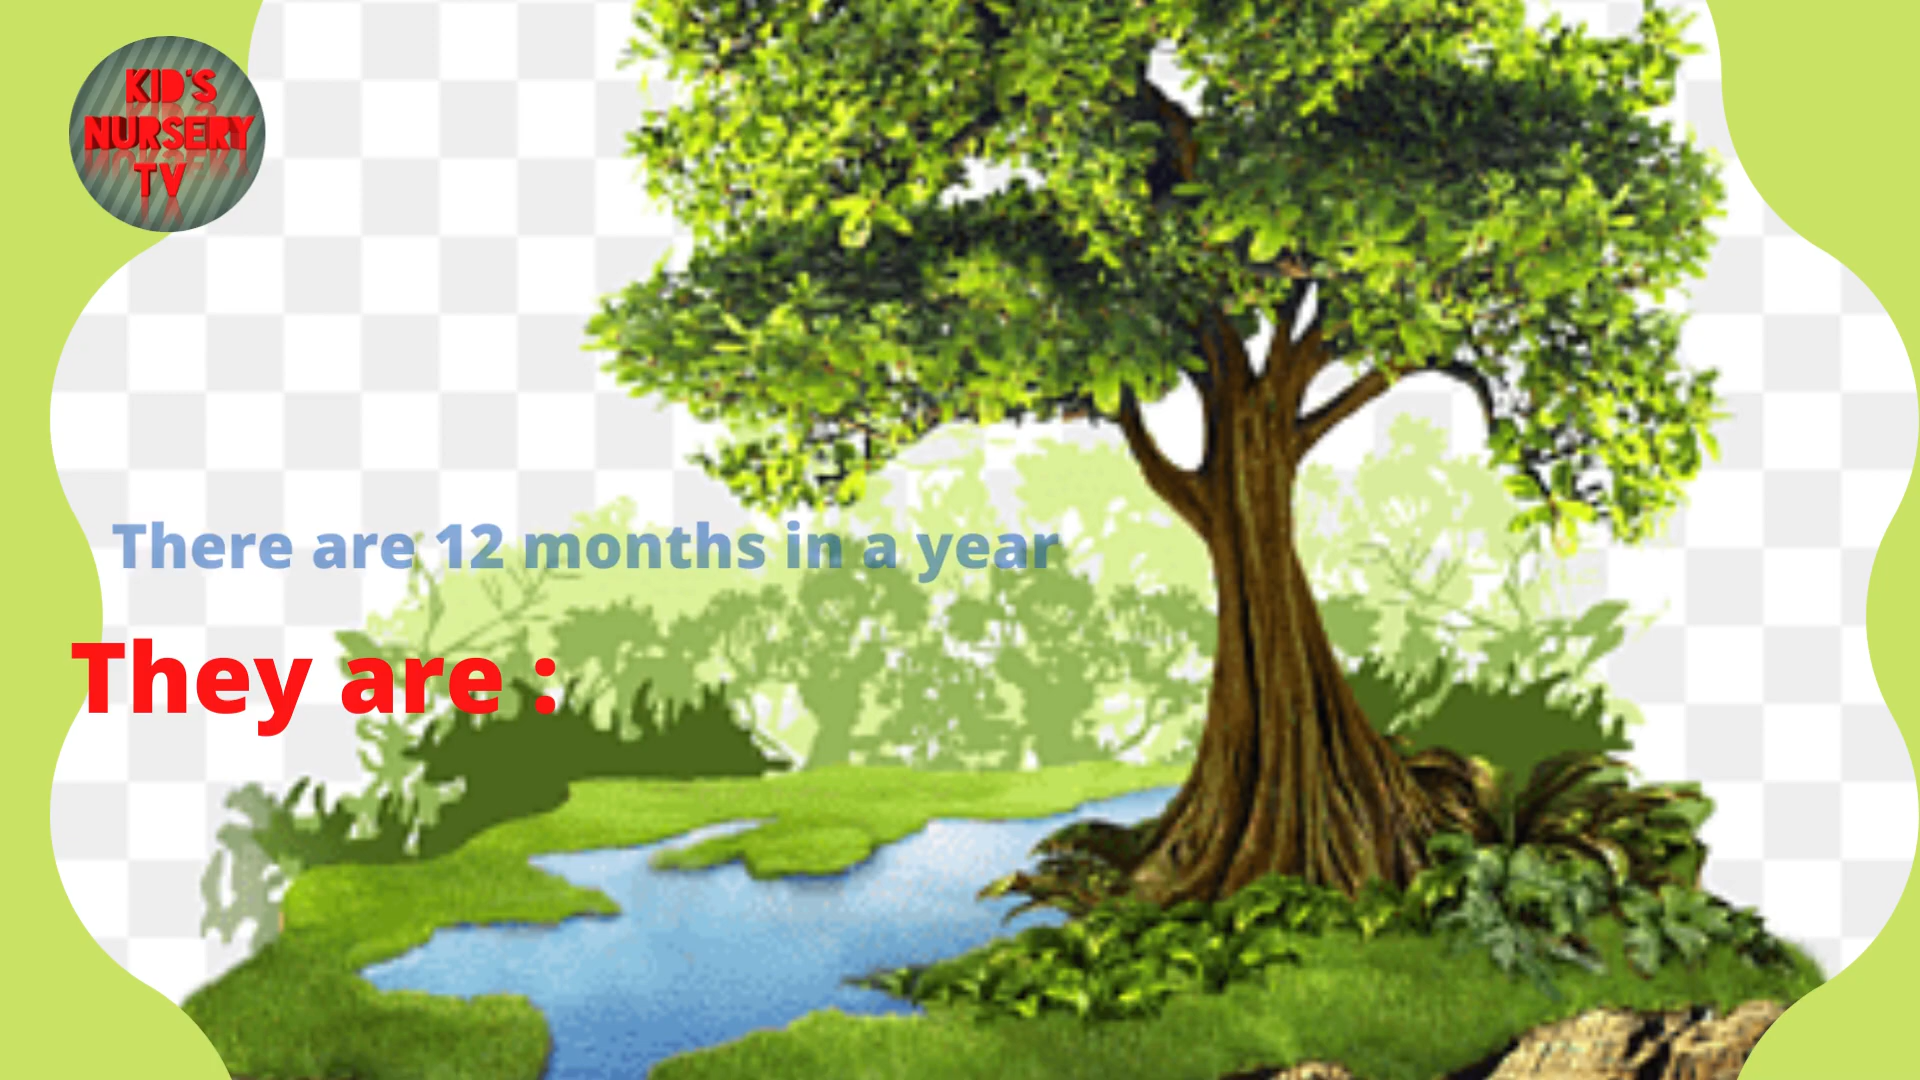 KID'S
NURSERY
TV
There are 12 months in a year
They are :